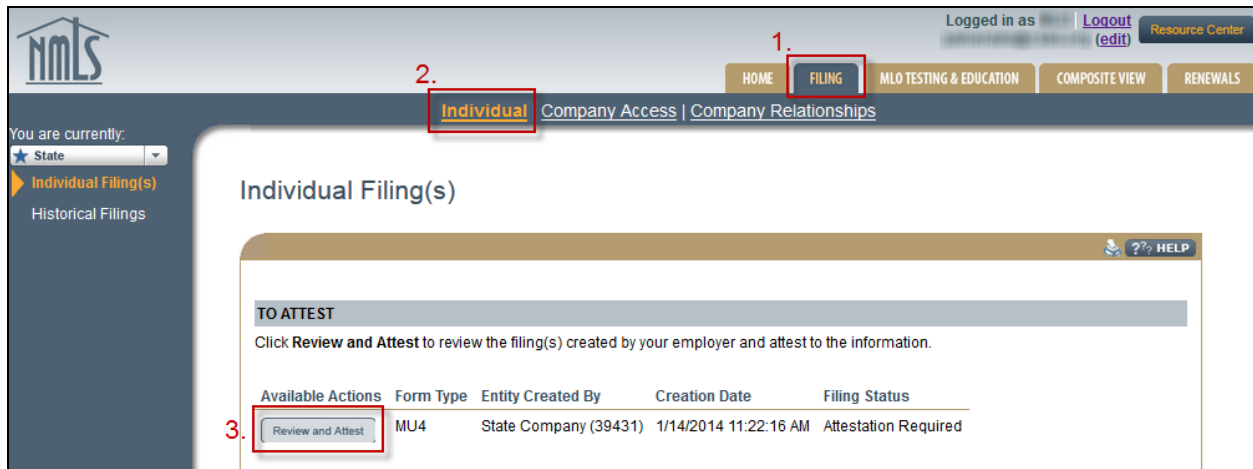 NMLS
Logged in as
Logout
(edit)
Resource Center
1.
HOME
FILING
MLO TESTING & EDUCATION
COMPOSITE VIEW
RENEWALS
2.
Individual Company Access | Company Relationships
You are currently:
State
Individual Filing(s)
Historical Filings
Individual Filing(s)
??? HELP
TO ATTEST
Click Review and Attest to review the filing(s) created by your employer and attest to the information.
Available Actions Form Type Entity Created By Creation Date Filing Status
3.
Review and Attest MU4 State Company (39431) 1/14/2014 11:22:16 AM Attestation Required